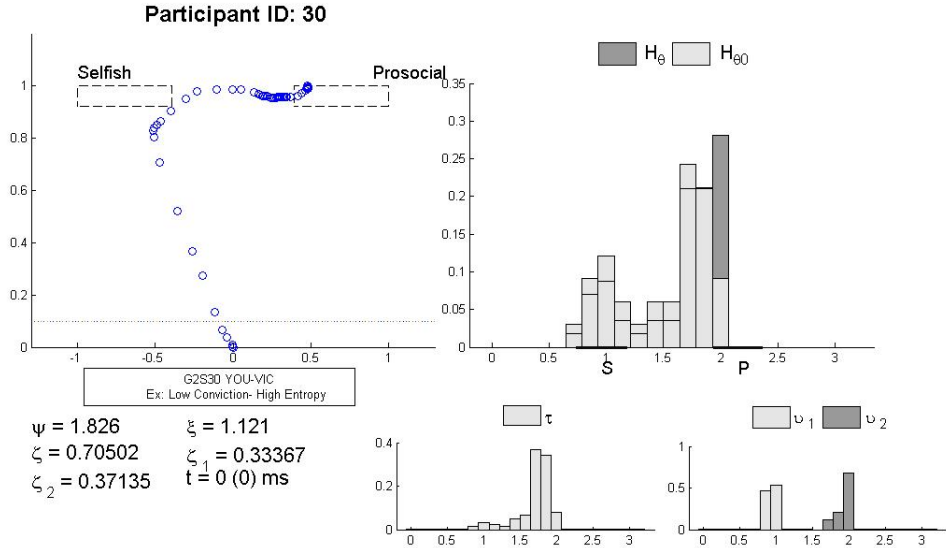 Participant ID: 30
Selfish
Prosocial
1
0.8
0.6
0.4
0.2
0
-1
-0.5
0
0.5
1
G2S30 YOU-VIC
Ex: Low Conviction- High Entropy
ψ = 1.826
ξ = 1.121
ζ = 0.70502
ζ1 = 0.33367
ζ2 = 0.37135
t = 0 (0) ms
Hθ
Hθ0
0.35
0.3
0.25
0.2
0.15
0.1
0.05
0
0
0.5
1
1.5
2
2.5
3
S
P
τ
0.4
0.2
0
0
0.5
1
1.5
2
2.5
3
υ1
υ2
1
0.5
0
0
0.5
1
1.5
2
2.5
3